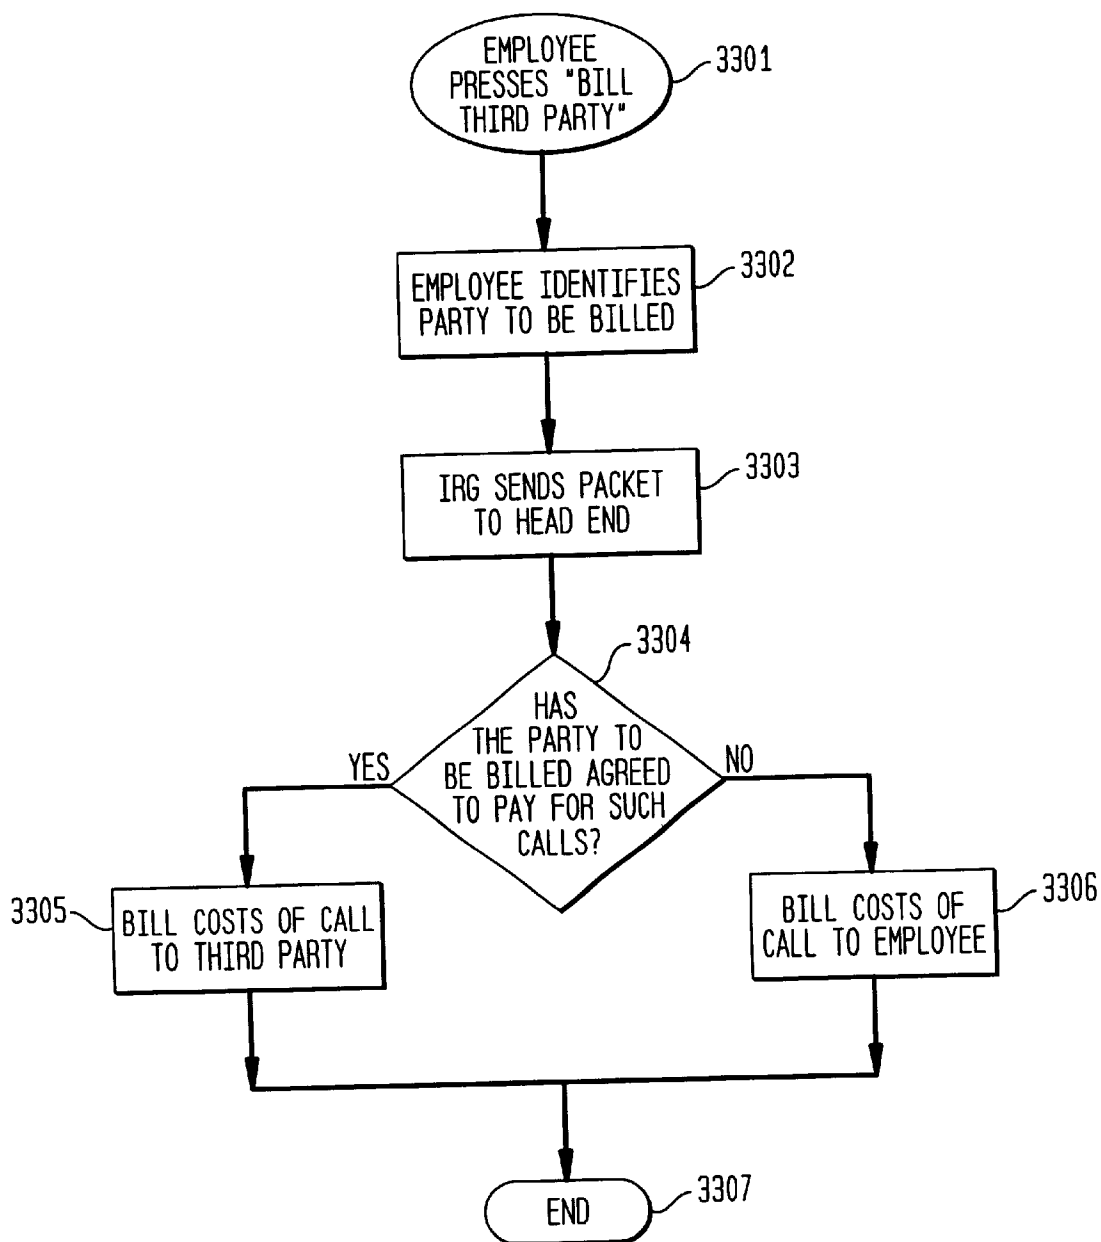 EMPLOYEE
PRESSES "BILL
THIRD PARTY"
3301
EMPLOYEE IDENTIFIES
PARTY TO BE BILLED
3302
IRG SENDS PACKET
TO HEAD END
3303
3304
HAS
THE PARTY TO
BE BILLED AGREED
TO PAY FOR SUCH
CALLS?
YES
NO
3305
BILL COSTS OF CALL
TO THIRD PARTY
BILL COSTS OF
CALL TO EMPLOYEE
3306
END
3307